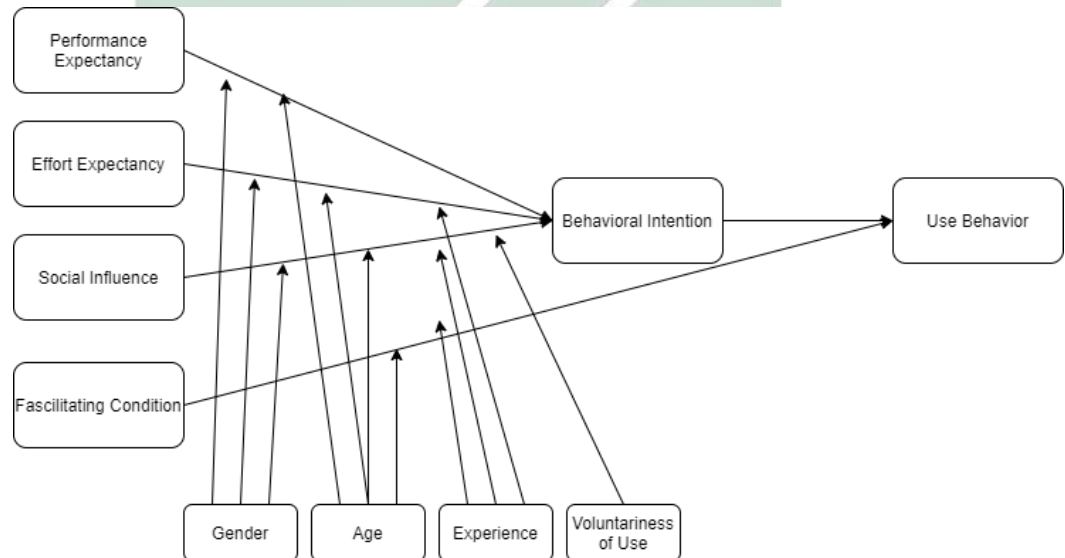 Performance
Expectancy
Effort Expectancy
Social Influence
Fascilitating Condition
Behavioral Intention
Use Behavior
Gender
Age
Experience
Voluntariness
of Use